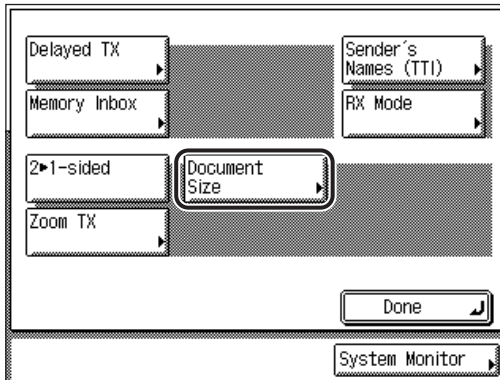 Delayed TX
Sender´s
Names (TTI)
Memory Inbox
RX Mode
2▶1-sided
Document
Size
Zoom TX
Done
System Monitor